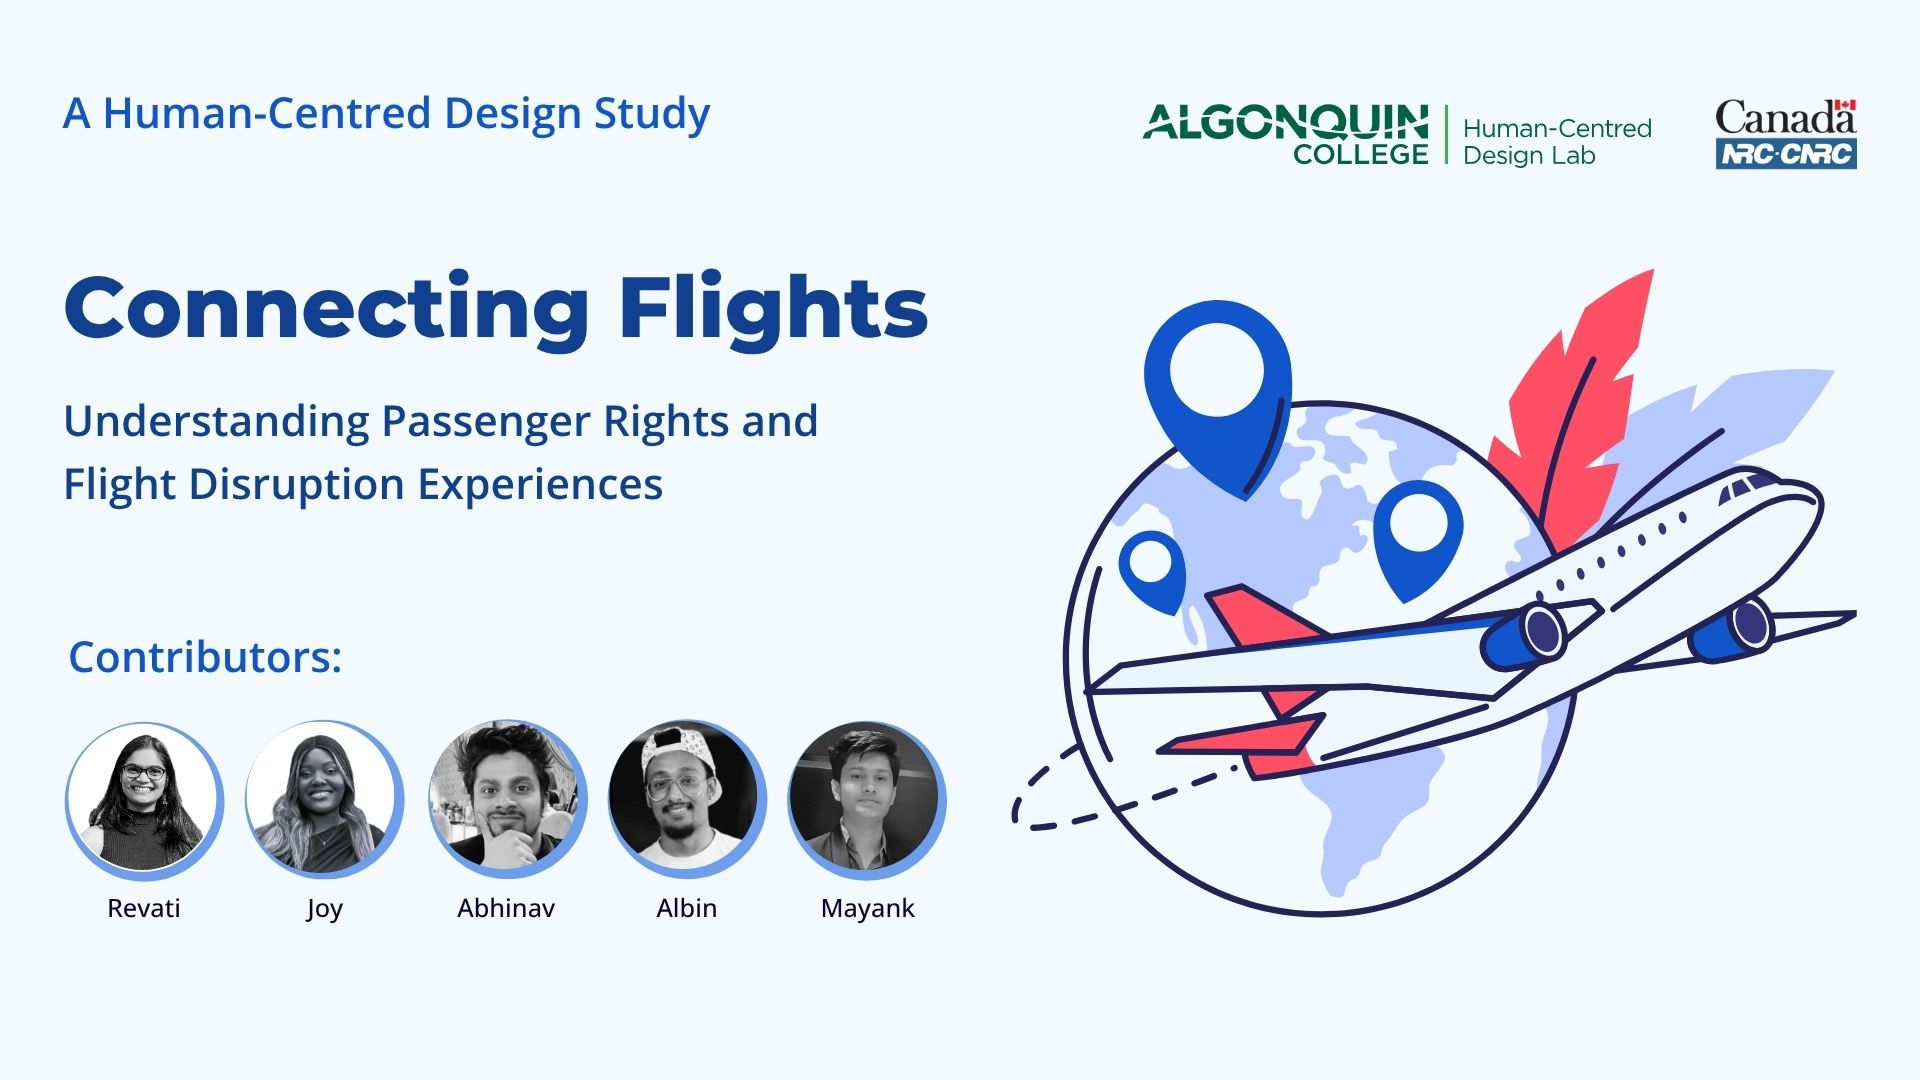 A Human-Centred Design Study
ALGONQUIN
COLLEGE
Human-Centred
Design Lab
Canada
NRC·CNRC
Connecting Flights
Understanding Passenger Rights and
Flight Disruption Experiences
Contributors:
Revati
Joy
Abhinav
Albin
Mayank